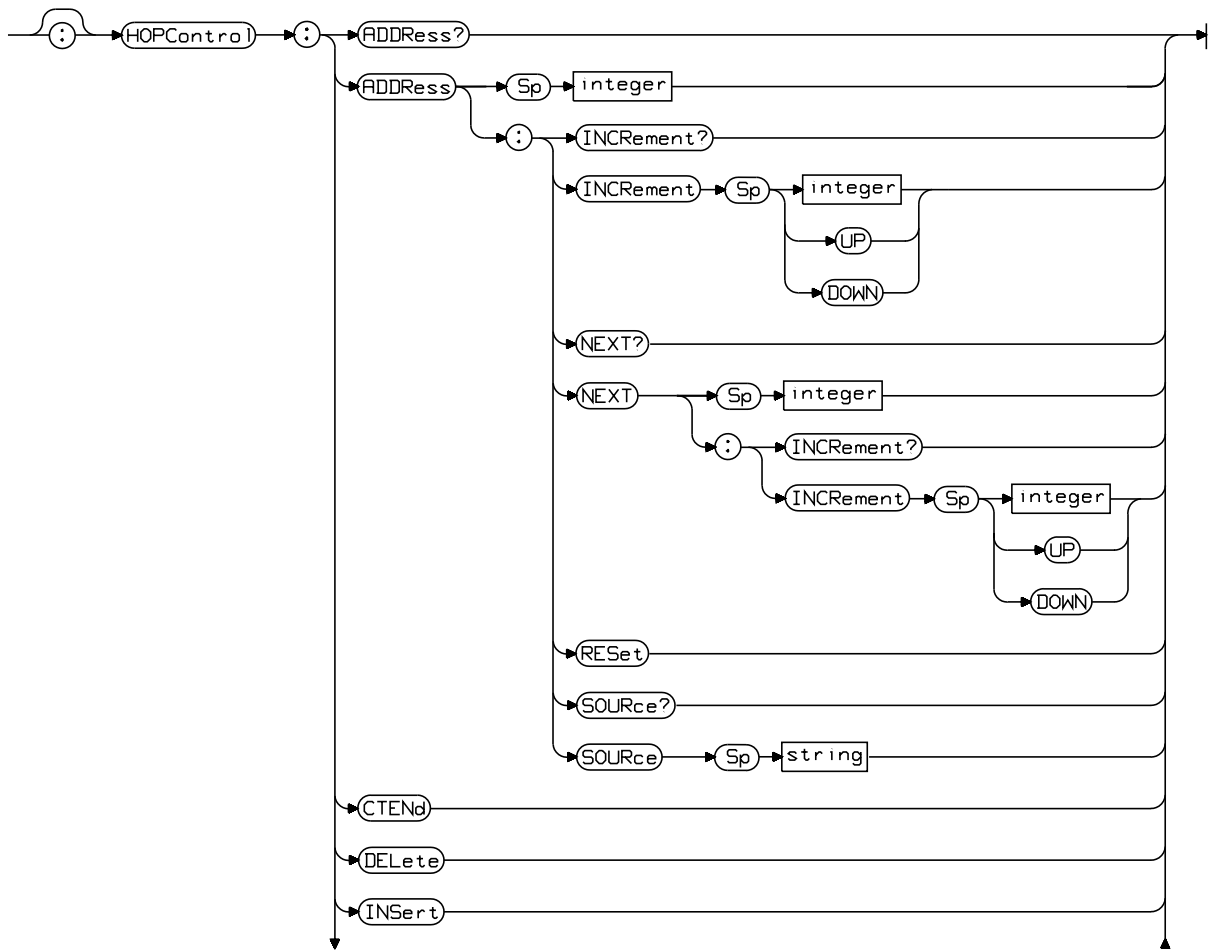 : HOPControl : ADDRess?
ADDRess Sp integer
: INCRement?
INCRement Sp integer
UP
DOWN
NEXT?
NEXT Sp integer
: INCRement?
INCRement Sp integer
UP
DOWN
RESet
SOURce?
SOURce Sp string
CTENd
DELete
INSert